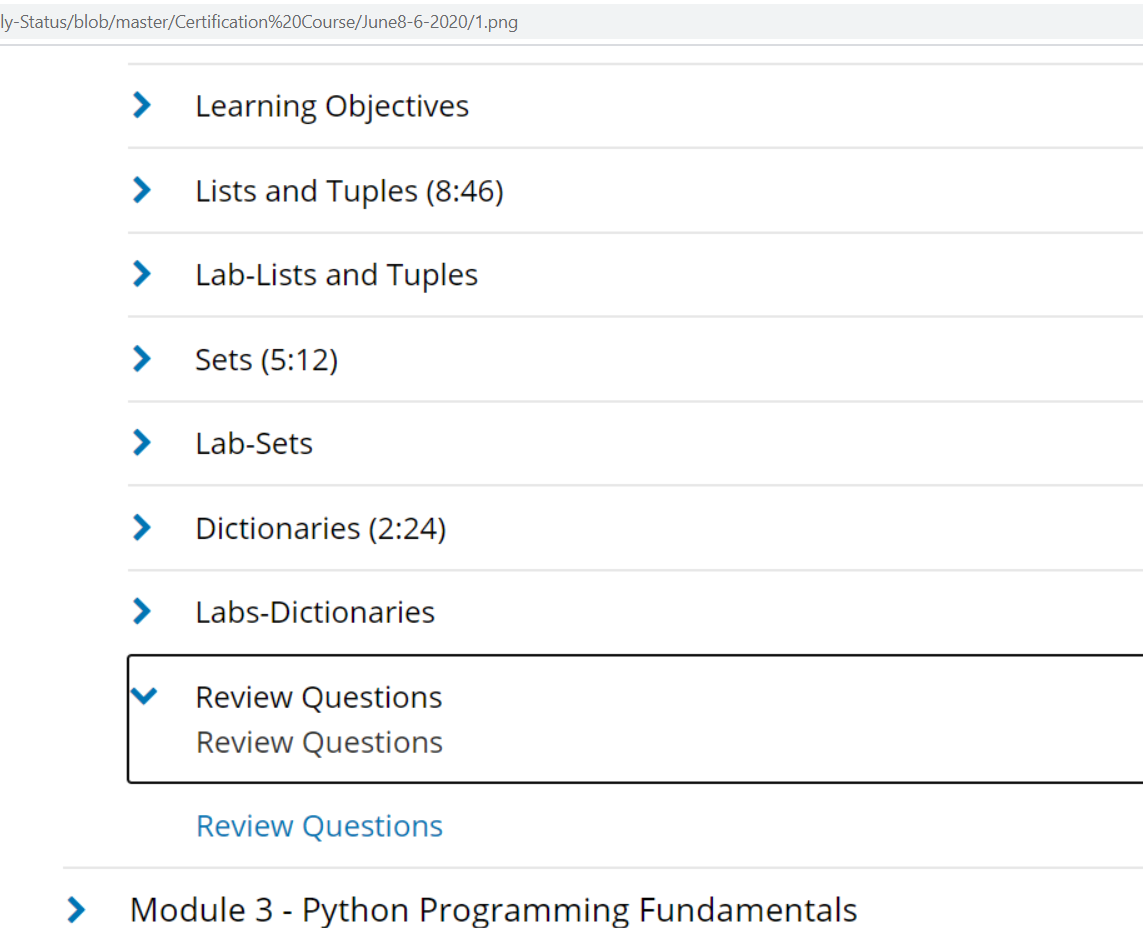 ly-Status/blob/master/Certification%20Course/June8-6-2020/1.png
Learning Objectives
Lists and Tuples (8:46)
Lab-Lists and Tuples
Sets (5:12)
Lab-Sets
Dictionaries (2:24)
Labs-Dictionaries
Review Questions
Review Questions
Review Questions
Module 3 - Python Programming Fundamentals